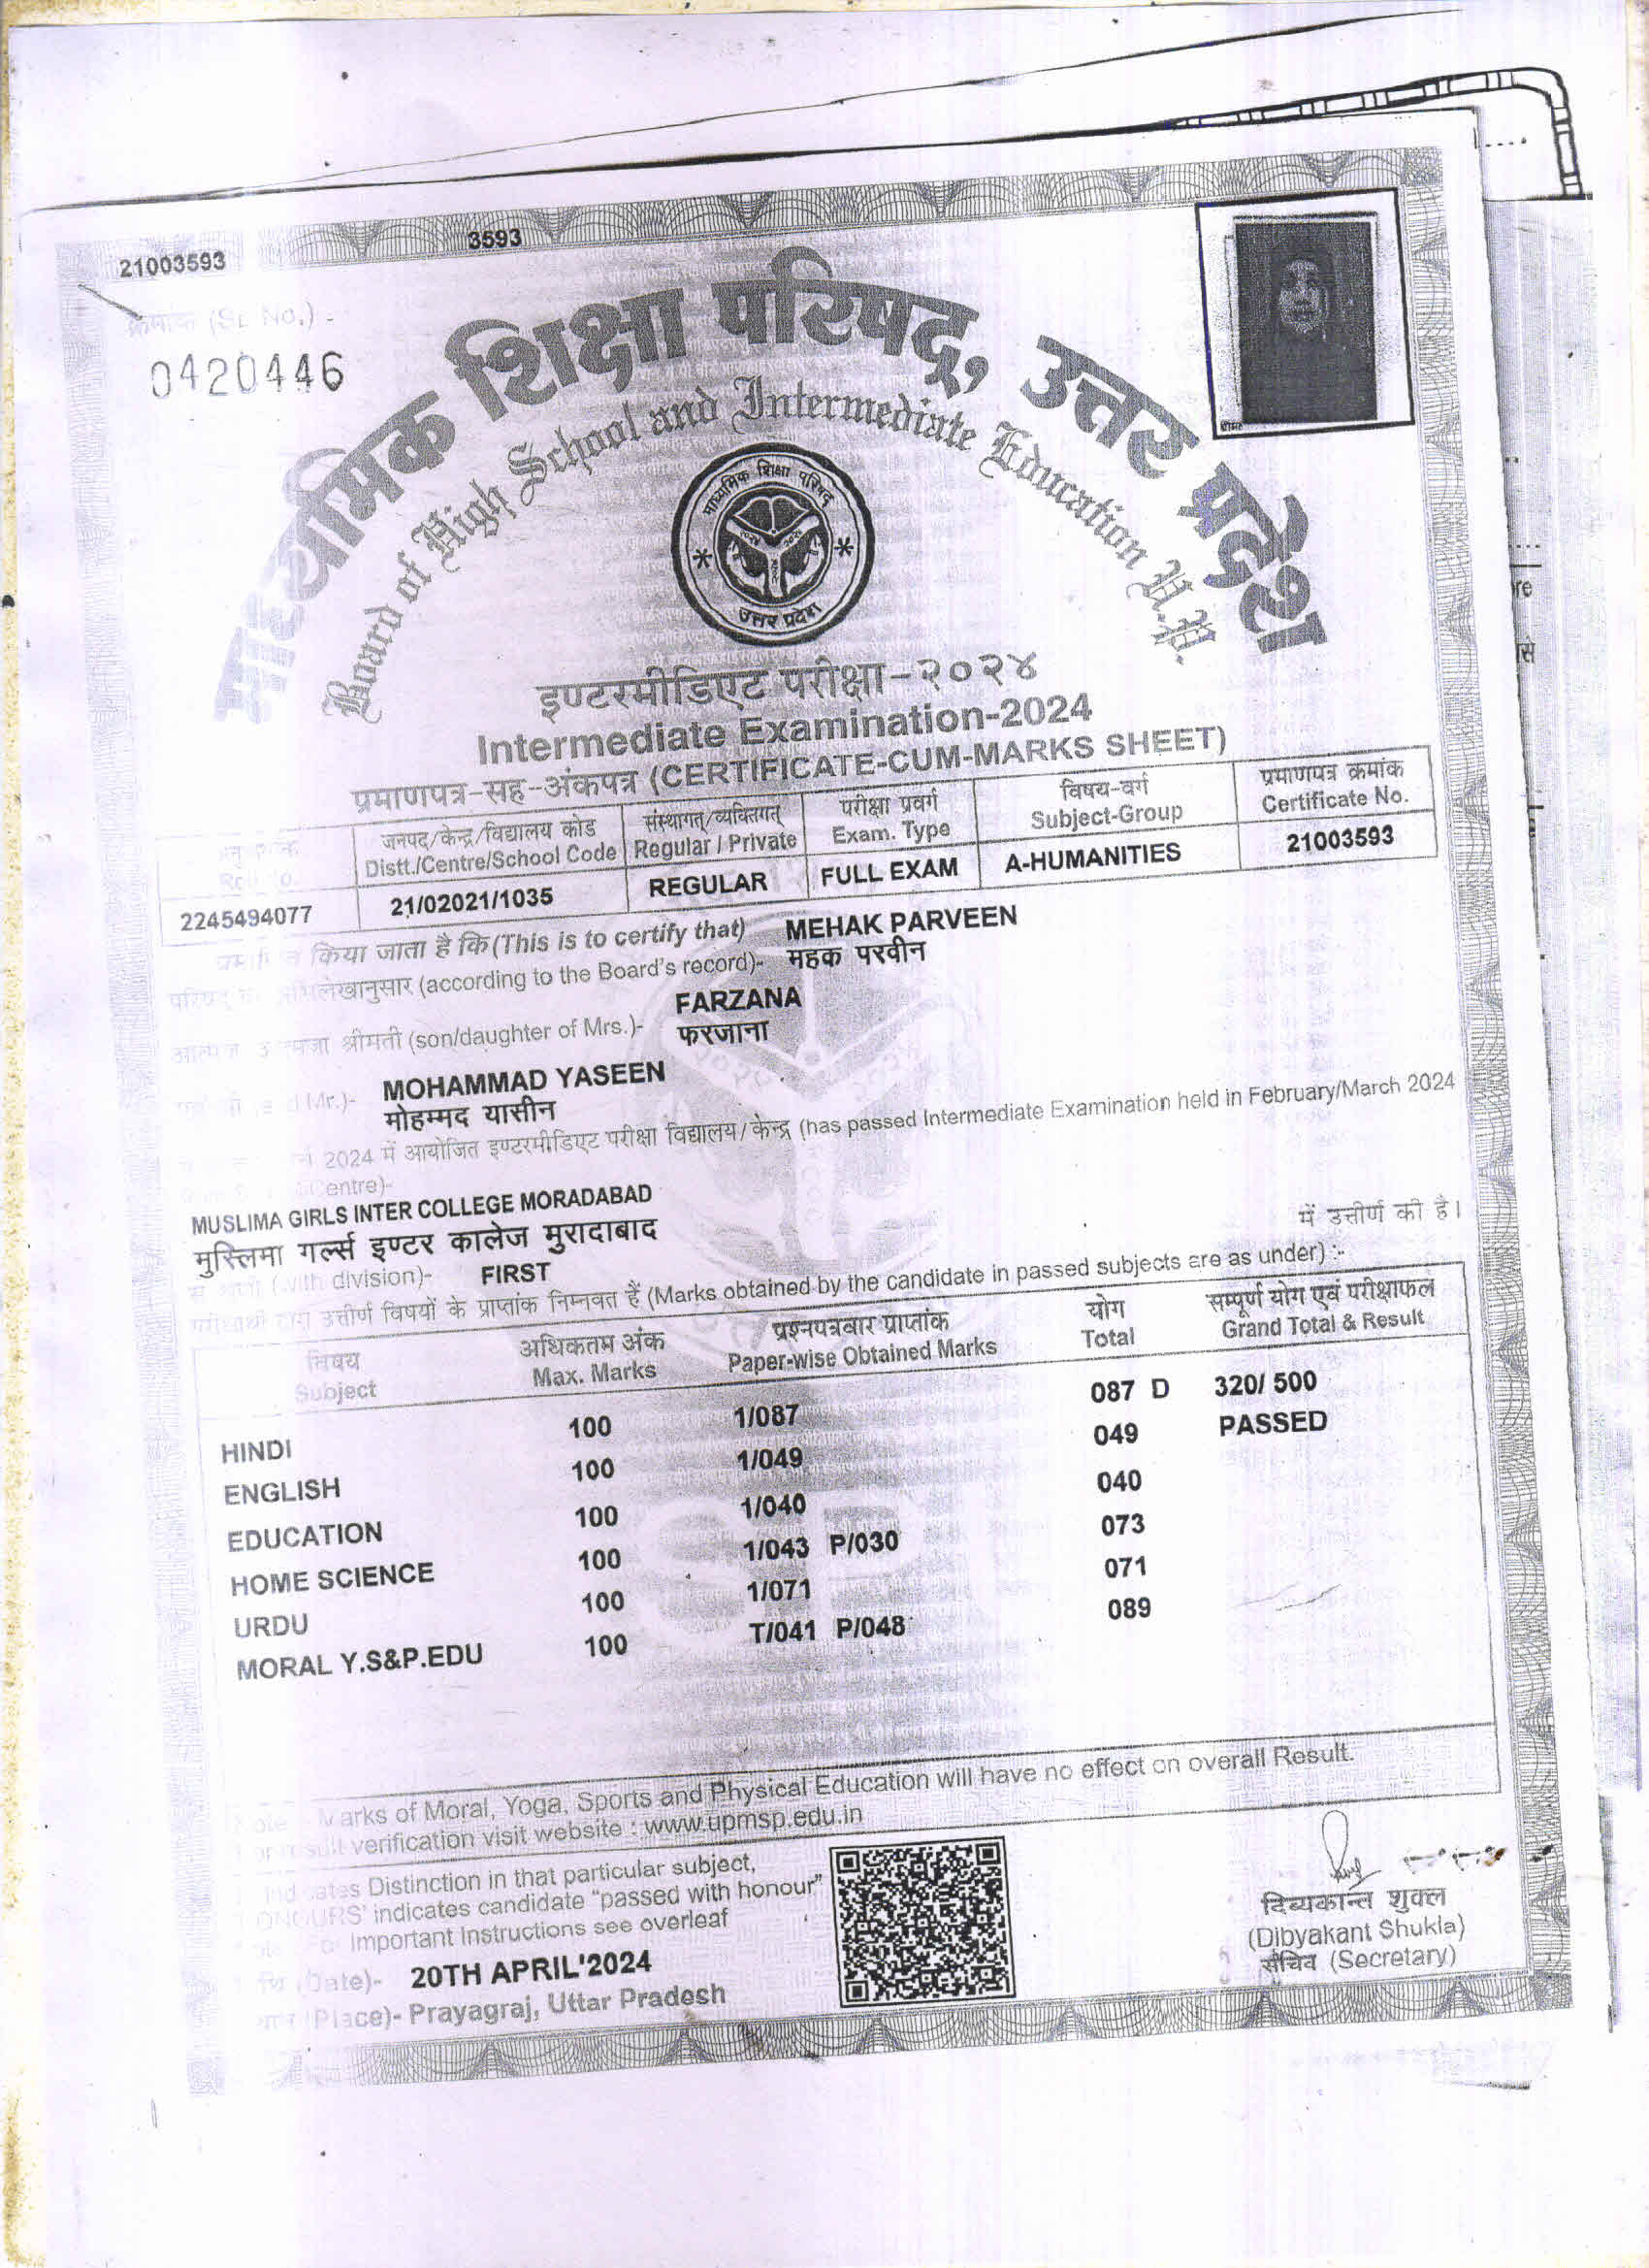 3593
21003593
क्रमांक (Sl. No.) -
0420446
माध्यमिक शिक्षा परिषद्, उत्तर प्रदेश
Board of High School and Intermediate Education U.P.
माध्यमिक शिक्षा परिषद्
उत्तर प्रदेश
इण्टरमीडिएट परीक्षा-२०२४
Intermediate Examination-2024
प्रमाणपत्र-सह-अंकपत्र (CERTIFICATE-CUM-MARKS SHEET)
जनपद/केन्द्र/विद्यालय कोड संस्थागत्/व्यक्तिगत् परीक्षा प्रवर्ग विषय-वर्ग प्रमाणपत्र क्रमांक
Distt./Centre/School Code Regular / Private Exam. Type Subject-Group Certificate No.
2245494077 21/02021/1035 REGULAR FULL EXAM A-HUMANITIES 21003593
किया जाता है कि (This is to certify that) MEHAK PARVEEN
(according to the Board's record)- महक परवीन
FARZANA
श्रीमती (son/daughter of Mrs.)- फरजाना
MOHAMMAD YASEEN
Mr.)- मोहम्मद यासीन
2024 में आयोजित इण्टरमीडिएट परीक्षा विद्यालय/केन्द्र (has passed Intermediate Examination held in February/March 2024
Centre)-
MUSLIMA GIRLS INTER COLLEGE MORADABAD
मुस्लिमा गर्ल्स इण्टर कालेज मुरादाबाद में उत्तीर्ण की है।
(with division)- FIRST
उत्तीर्ण विषयों के प्राप्तांक निम्नवत हैं (Marks obtained by the candidate in passed subjects are as under) :-
विषय अधिकतम अंक प्रश्नपत्रवार प्राप्तांक योग सम्पूर्ण योग एवं परीक्षाफल
Subject Max. Marks Paper-wise Obtained Marks Total Grand Total & Result
HINDI 100 1/087 087 D 320/ 500
ENGLISH 100 1/049 049 PASSED
EDUCATION 100 1/040 040
HOME SCIENCE 100 1/043 P/030 073
URDU 100 1/071 071
MORAL Y.S&P.EDU 100 T/041 P/048 089
Marks of Moral, Yoga, Sports and Physical Education will have no effect on overall Result.
result verification visit website : www.upmsp.edu.in
Indicates Distinction in that particular subject,
HONOURS' indicates candidate "passed with honour"
For Important Instructions see overleaf
(Date)- 20TH APRIL'2024
(Place)- Prayagraj, Uttar Pradesh
दिव्यकान्त शुक्ल
(Dibyakant Shukla)
सचिव (Secretary)